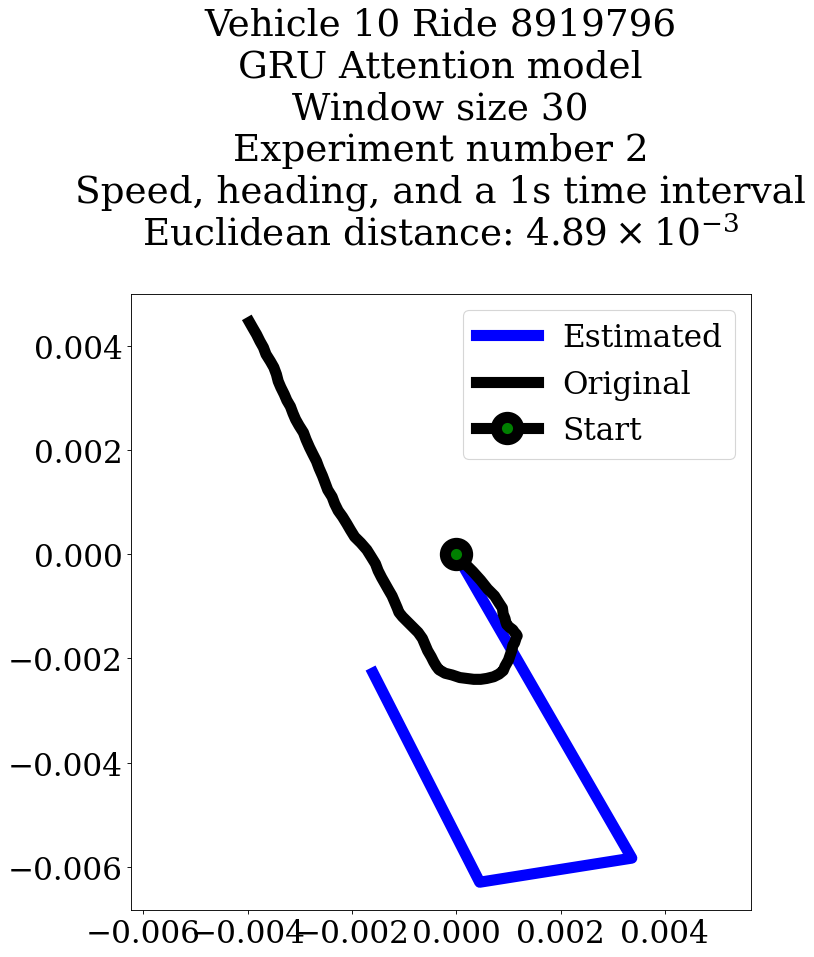 Vehicle 10 Ride 8919796
GRU Attention model
Window size 30
Experiment number 2
Speed, heading, and a 1s time interval
Euclidean distance: 4.89 × 10⁻³
Estimated
Original
Start
0.004
0.002
0.000
−0.002
−0.004
−0.006
−0.006 −0.004 −0.002 0.000 0.002 0.004